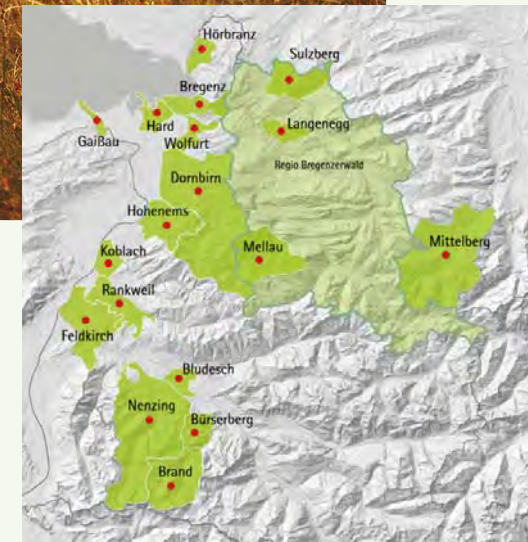 Hörbranz
Sulzberg
Bregenz
Gaißau
Hard
Wolfurt
Langenegg
Regio Bregenzerwald
Dornbirn
Hohenems
Mellau
Mittelberg
Koblach
Rankweil
Feldkirch
Bludesch
Nenzing
Bürserberg
Brand